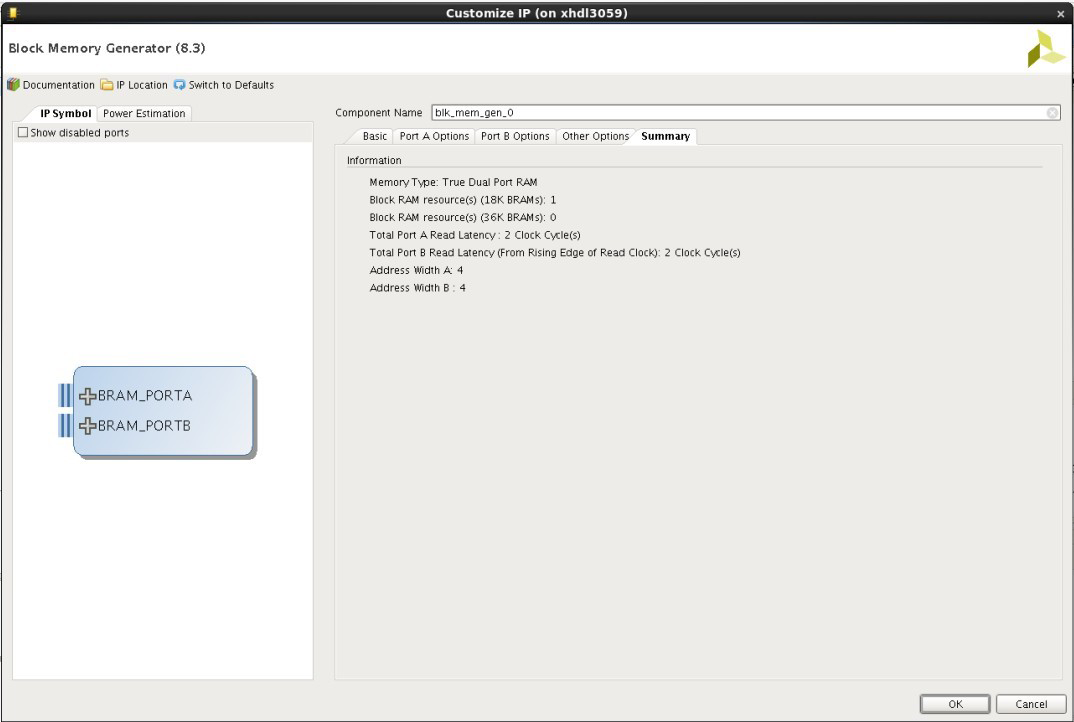 Customize IP (on xhdl3059)
Block Memory Generator (8.3)
Documentation IP Location Switch to Defaults
IP Symbol Power Estimation
Show disabled ports
Component Name blk_mem_gen_0
Basic Port A Options Port B Options Other Options Summary
Information
Memory Type: True Dual Port RAM
Block RAM resource(s) (18K BRAMs): 1
Block RAM resource(s) (36K BRAMs): 0
Total Port A Read Latency : 2 Clock Cycle(s)
Total Port B Read Latency (From Rising Edge of Read Clock): 2 Clock Cycle(s)
Address Width A: 4
Address Width B : 4
BRAM_PORTA
BRAM_PORTB
OK Cancel